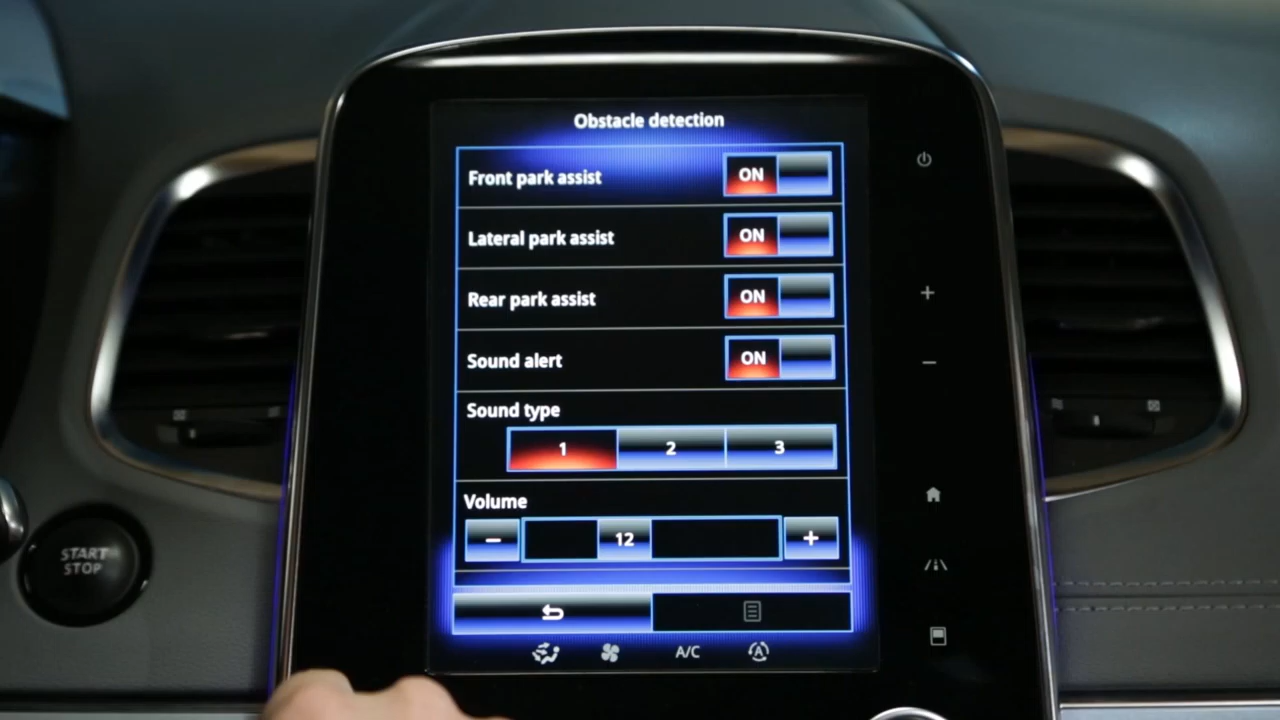 Obstacle detection
Front park assist ON
Lateral park assist ON
Rear park assist ON
Sound alert ON
Sound type
1 2 3
Volume
− 12 +
A/C
START
STOP